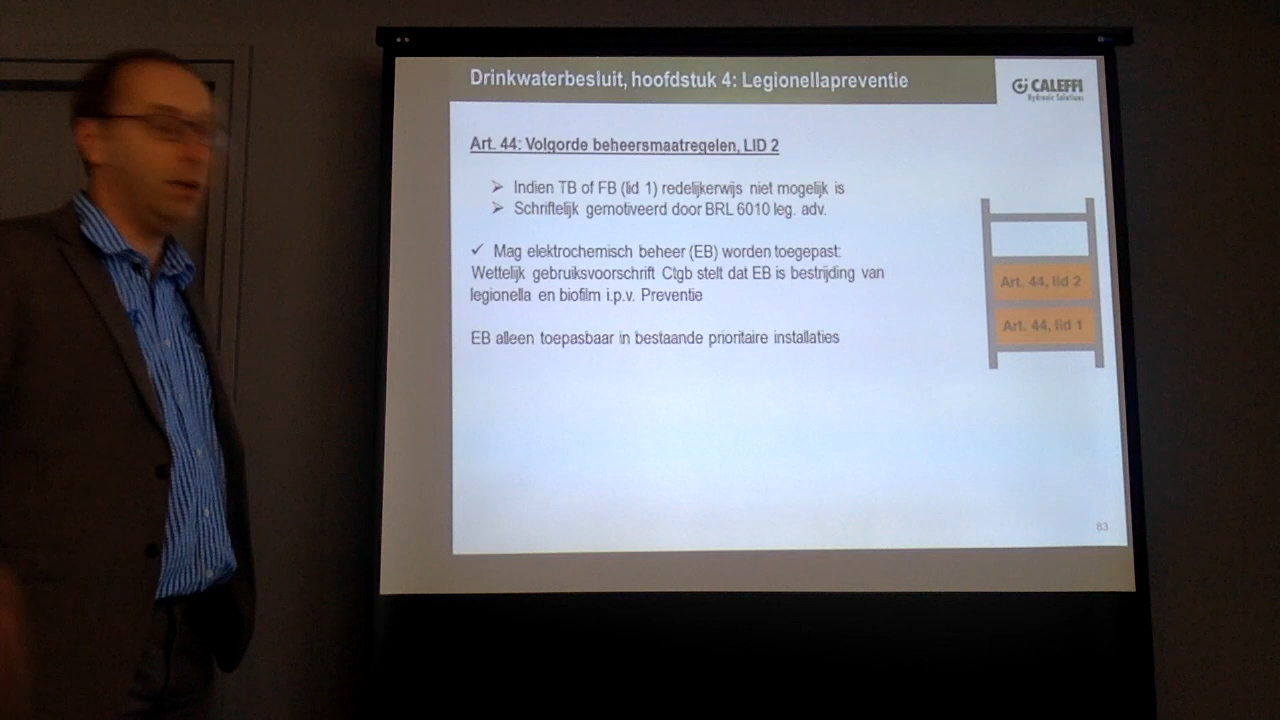 Drinkwaterbesluit, hoofdstuk 4: Legionellapreventie
CALEFFI
Hydronic Solutions
Art. 44: Volgorde beheersmaatregelen, LID 2
➢ Indien TB of FB (lid 1) redelijkerwijs niet mogelijk is
➢ Schriftelijk gemotiveerd door BRL 6010 leg. adv.
✓ Mag elektrochemisch beheer (EB) worden toegepast:
Wettelijk gebruiksvoorschrift Ctgb stelt dat EB is bestrijding van
legionella en biofilm i.p.v. Preventie
EB alleen toepasbaar in bestaande prioritaire installaties
Art. 44, lid 2
Art. 44, lid 1
83